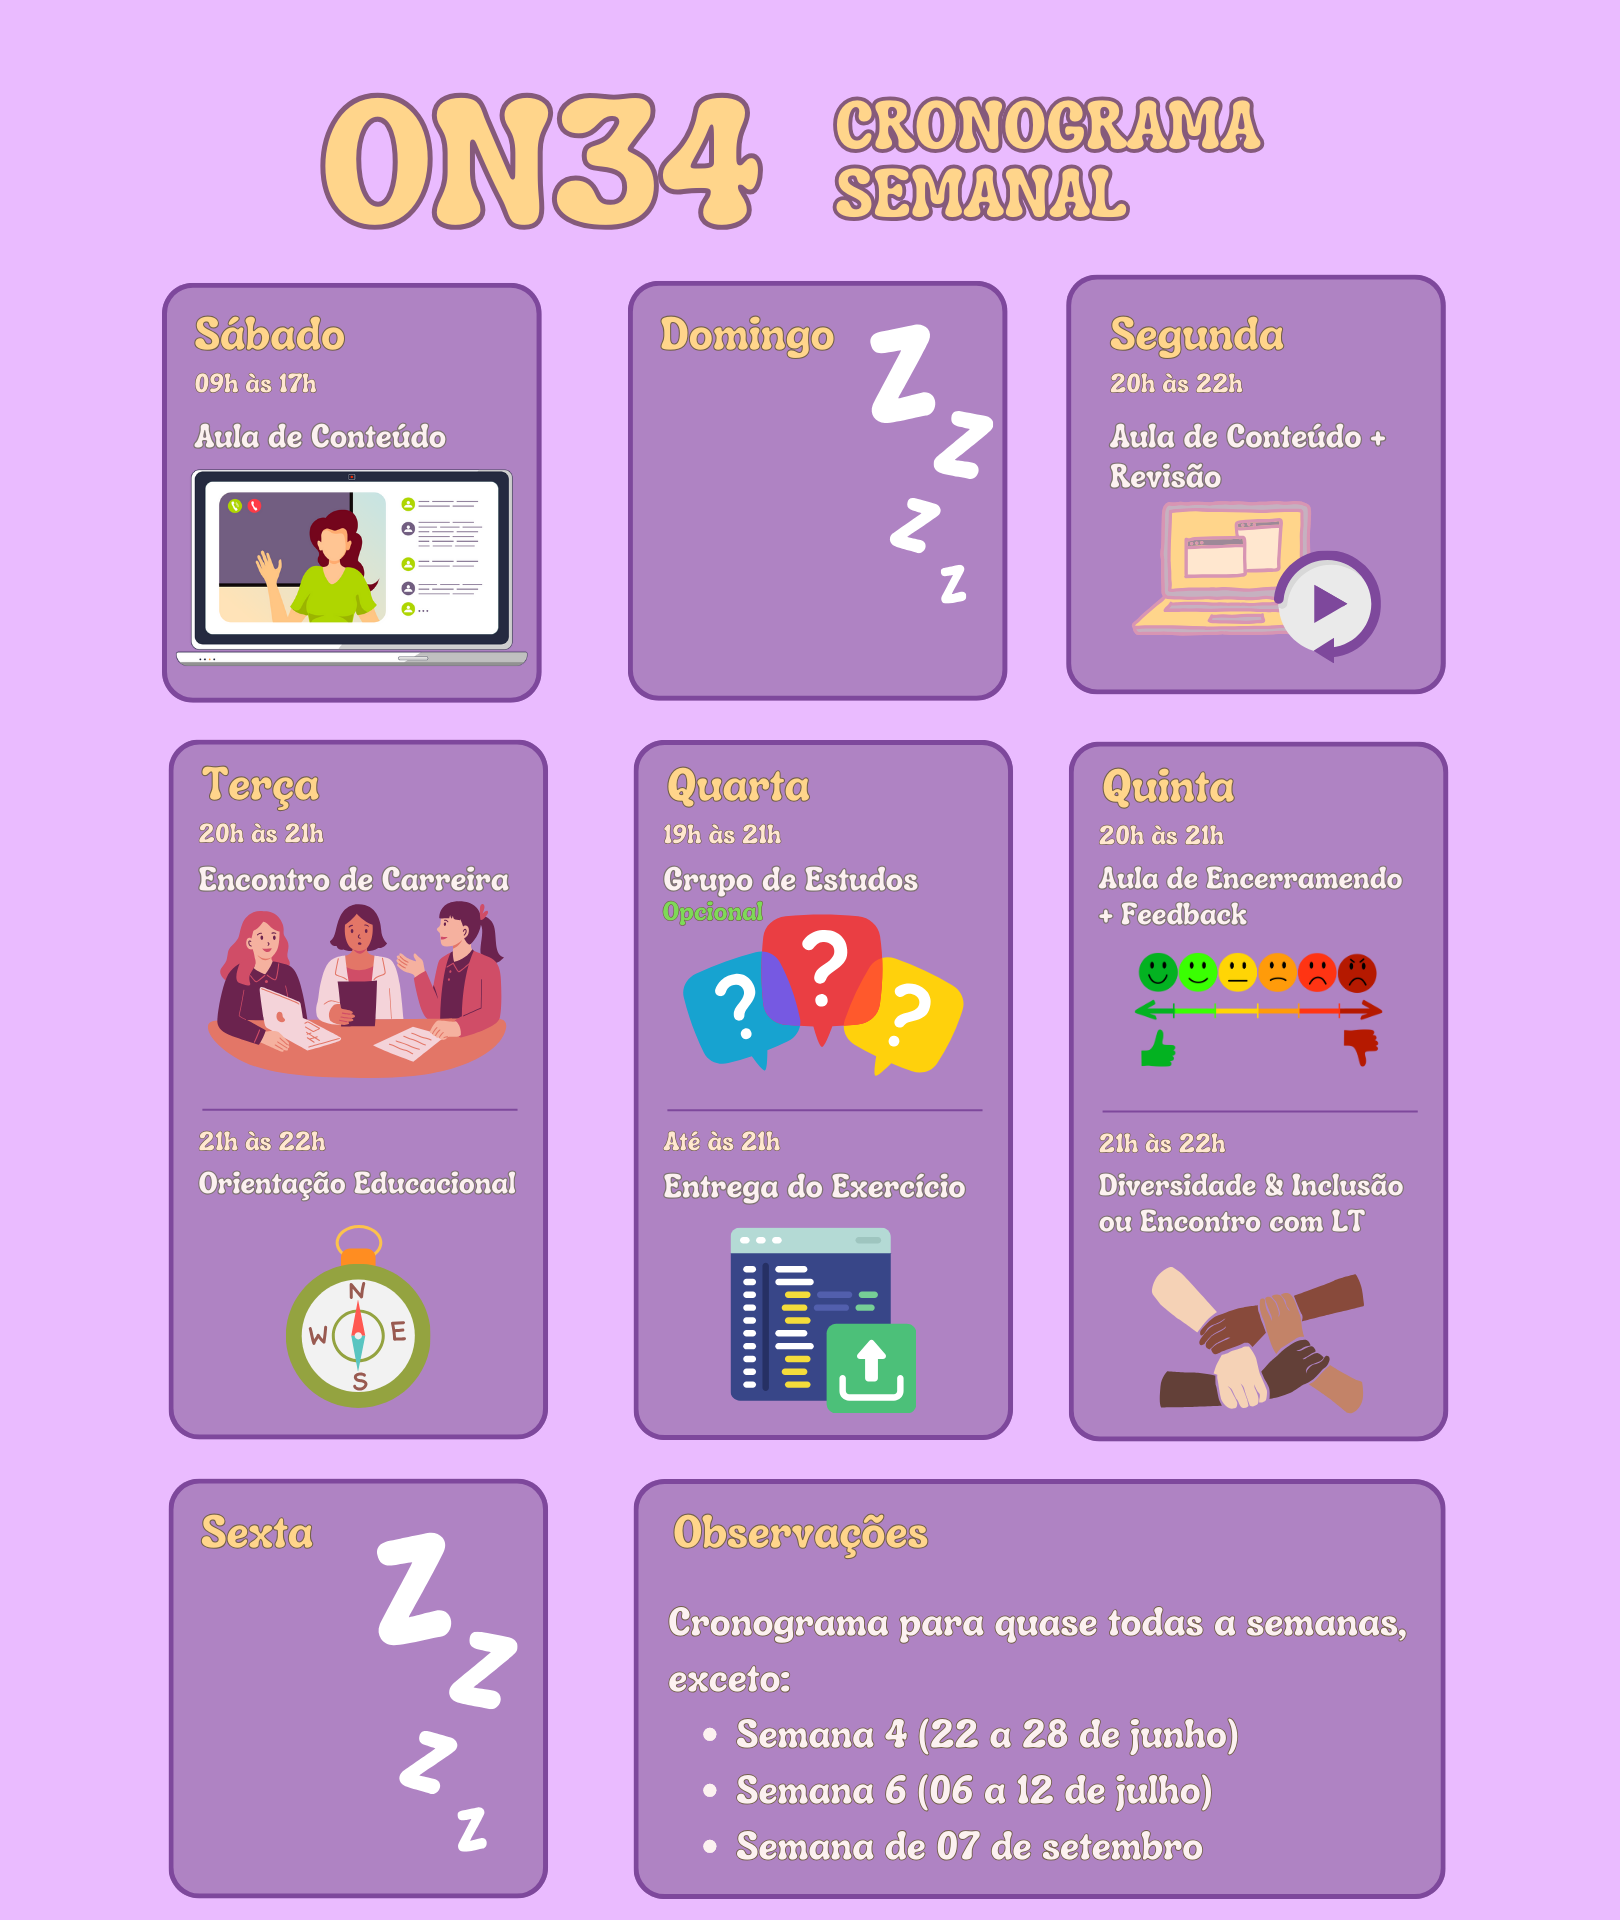 ON34
CRONOGRAMA
SEMANAL
Sábado
09h às 17h
Aula de Conteúdo
Domingo
Z
Z
Z
Z
Segunda
20h às 22h
Aula de Conteúdo +
Revisão
Terça
20h às 21h
Encontro de Carreira
21h às 22h
Orientação Educacional
N
W E
S
Quarta
19h às 21h
Grupo de Estudos
Opcional
? ? ?
Até às 21h
Entrega do Exercício
Quinta
20h às 21h
Aula de Encerramendo
+ Feedback
21h às 22h
Diversidade & Inclusão
ou Encontro com LT
Sexta
Z
Z
Z
Z
Observações
Cronograma para quase todas a semanas,
exceto:
• Semana 4 (22 a 28 de junho)
• Semana 6 (06 a 12 de julho)
• Semana de 07 de setembro